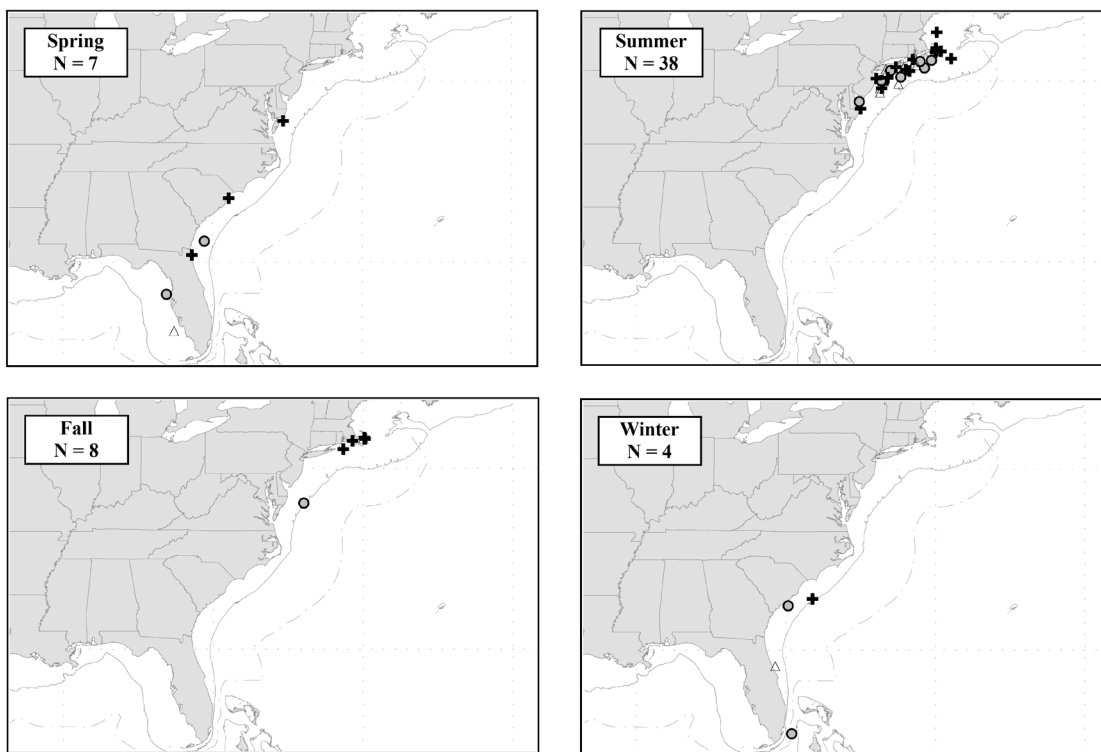 Spring
N = 7
Summer
N = 38
Fall
N = 8
Winter
N = 4